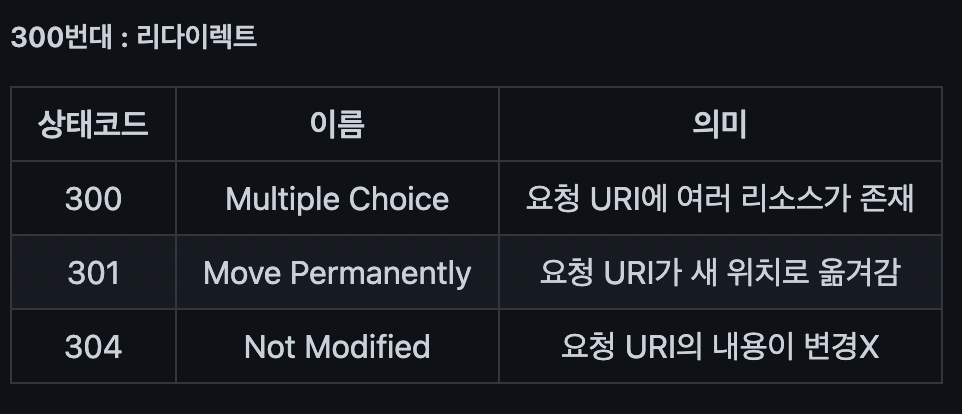 300번대 : 리다이렉트
상태코드 이름 의미
300 Multiple Choice 요청 URI에 여러 리소스가 존재
301 Move Permanently 요청 URI가 새 위치로 옮겨감
304 Not Modified 요청 URI의 내용이 변경X